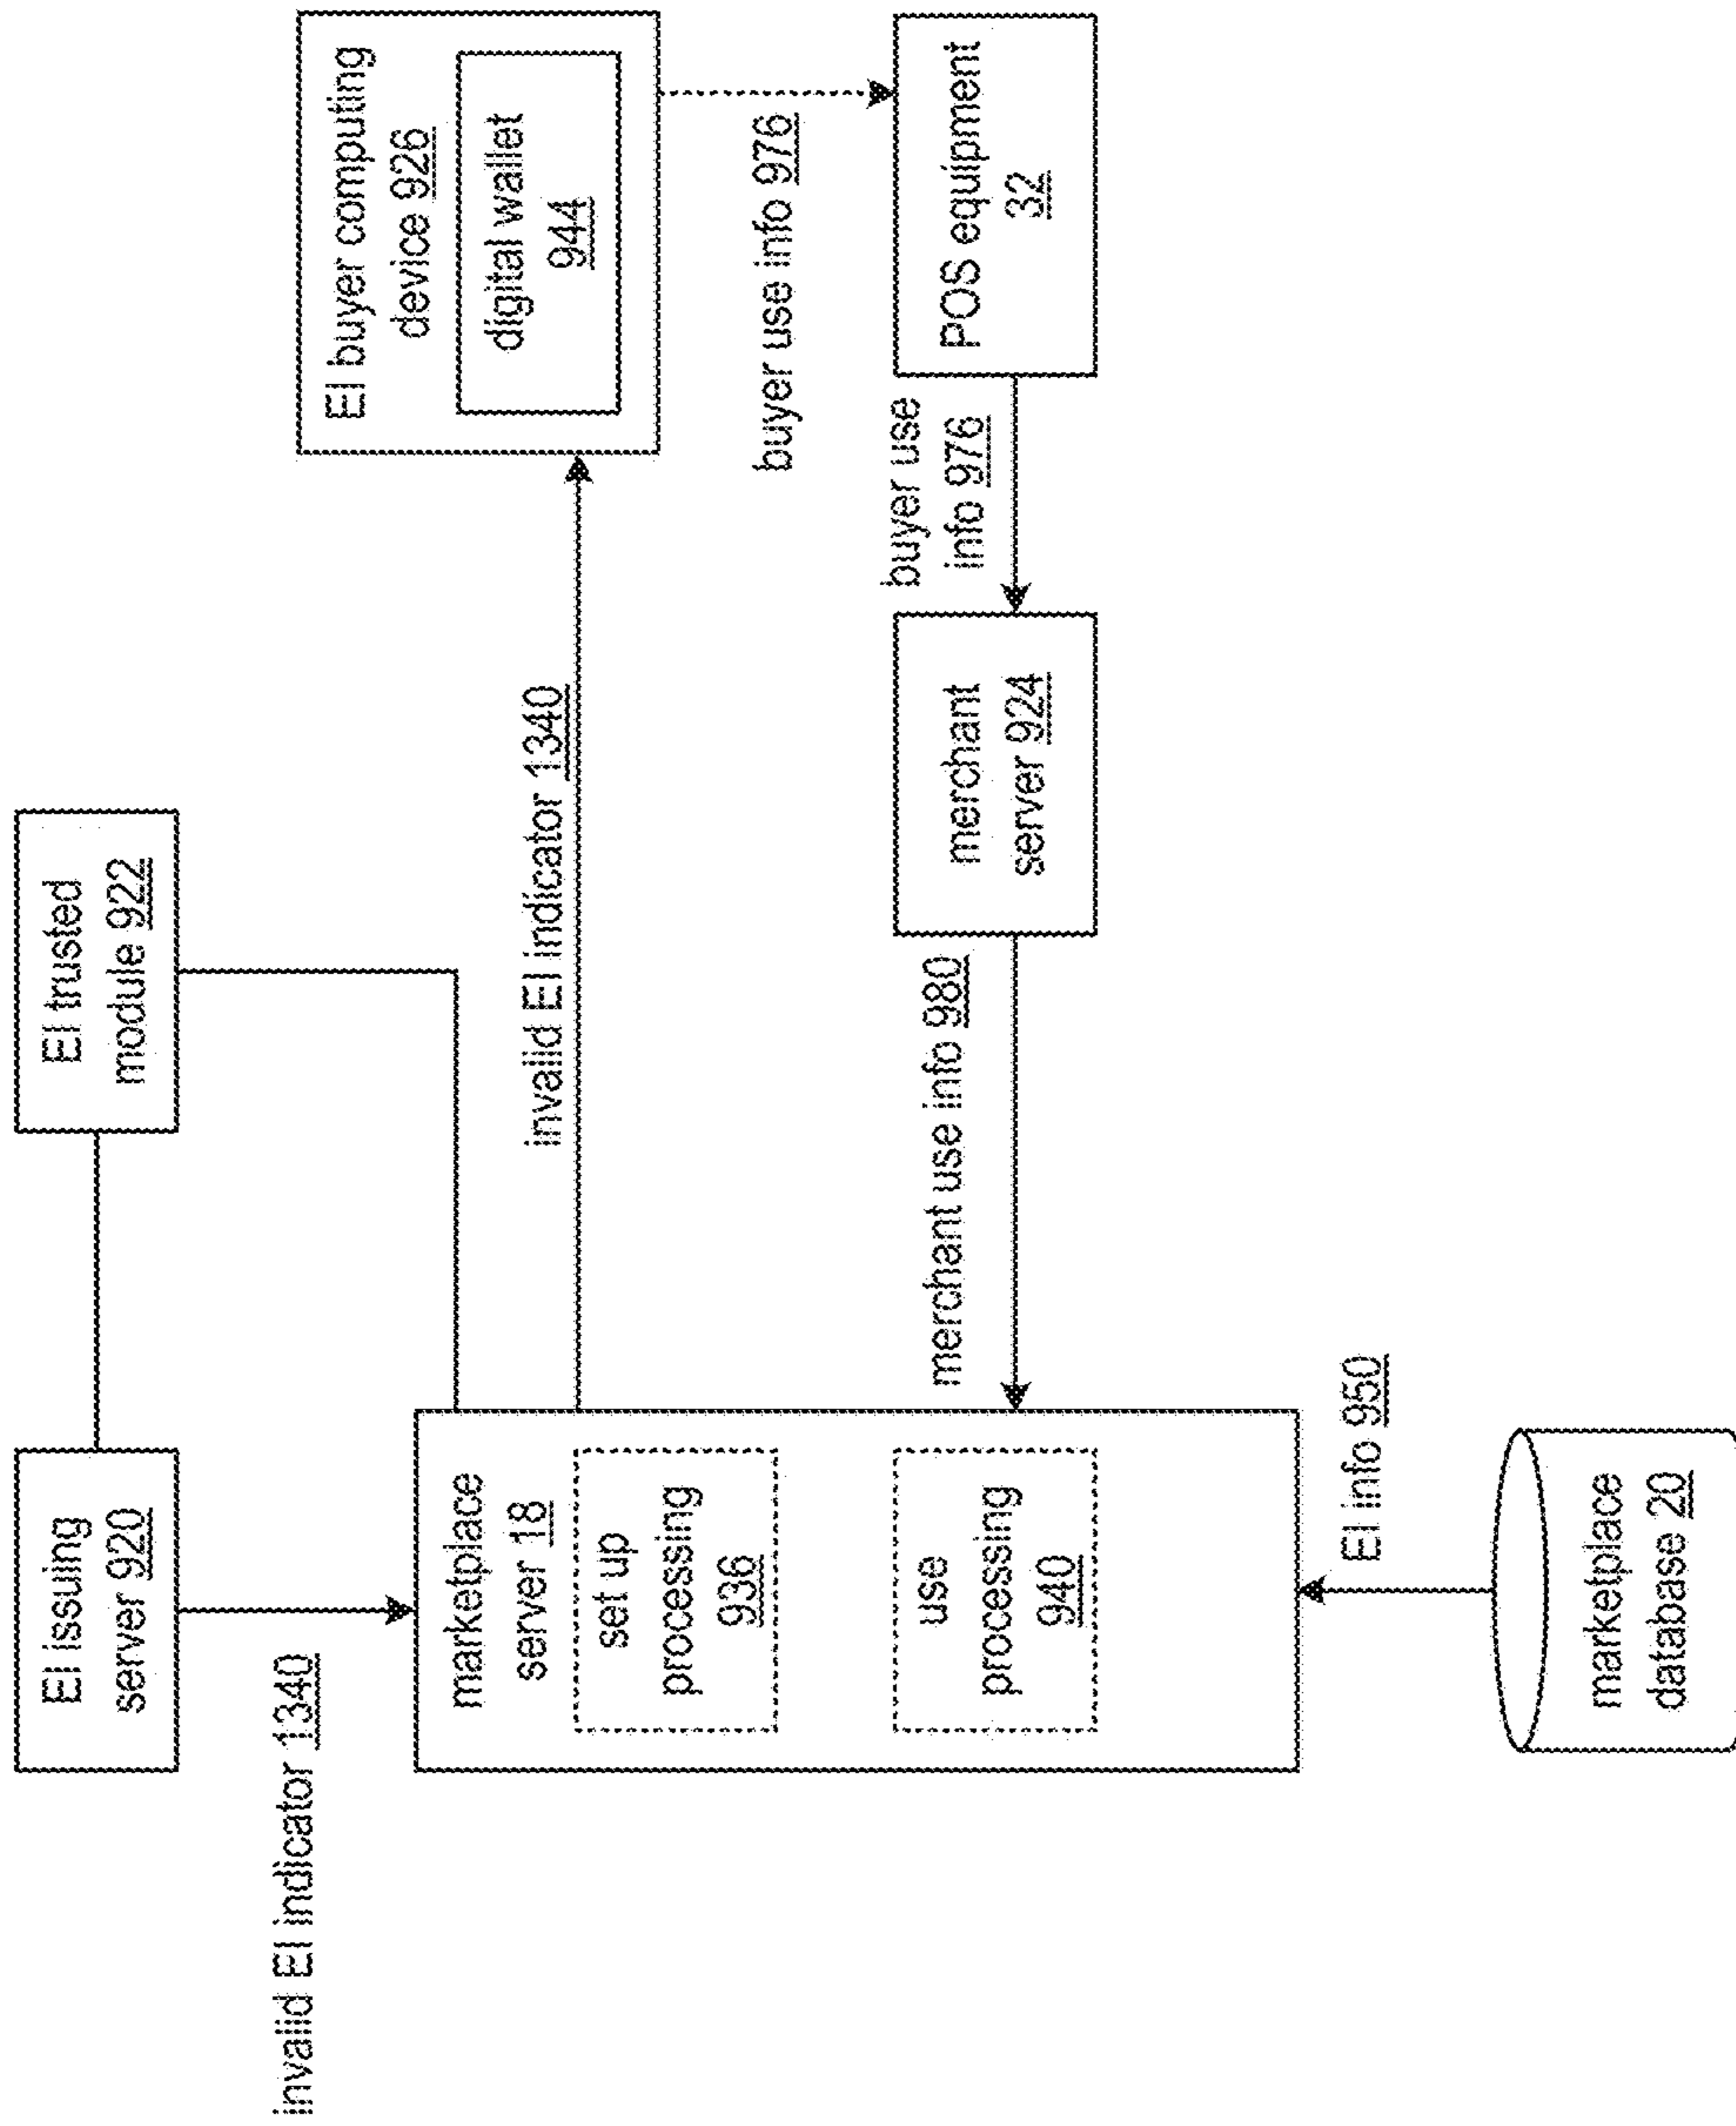 EI issuing
server 920
EI trusted
module 922
invalid EI indicator 1340
marketplace
server 18
set up
processing
936
use
processing
940
invalid EI indicator 1340
EI buyer computing
device 926
digital wallet
944
buyer use info 976
merchant use info 980
merchant
server 924
buyer use
info 976
POS equipment
32
EI info 950
marketplace
database 20